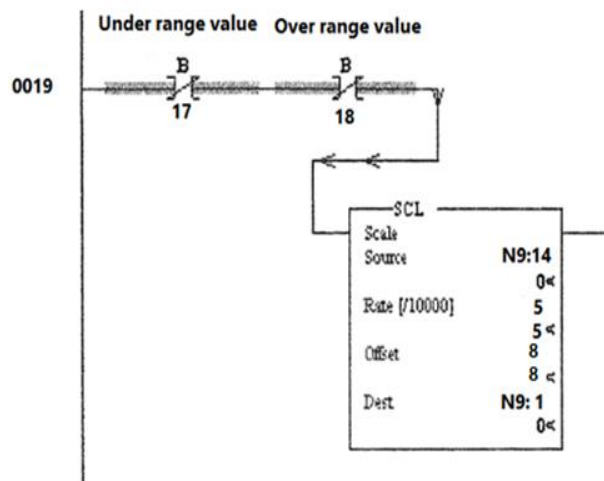 Under range value Over range value
B B
0019
17 18
SCL
Scale
Source N9:14
0<
Rate [/10000] 5
5<
Offset 8
8 <
Dest N9: 1
0<